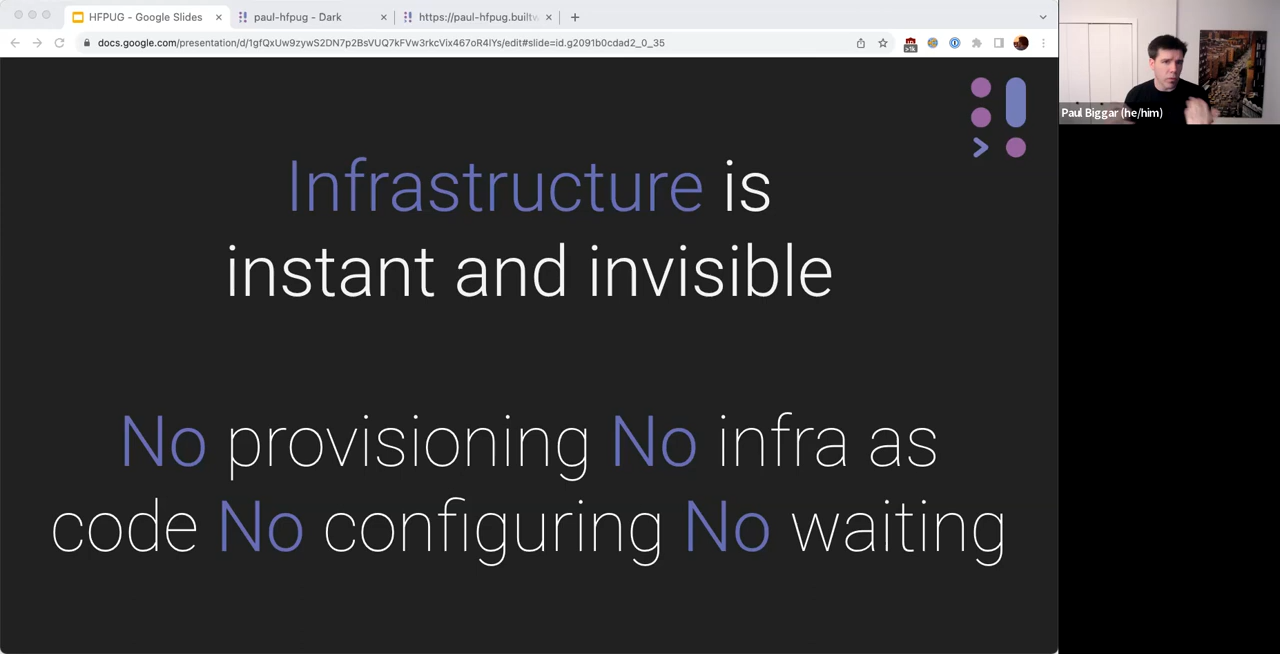 HFPUG - Google Slides
paul-hfpug - Dark
https://paul-hfpug.builtw
docs.google.com/presentation/d/1gfQxUw9zywS2DN7p2BsVUQ7kFVw3rkcVix467oR4lYs/edit#slide=id.g2091b0cdad2_0_35
>1k
Paul Biggar (he/him)
Infrastructure is
instant and invisible
No provisioning No infra as
code No configuring No waiting